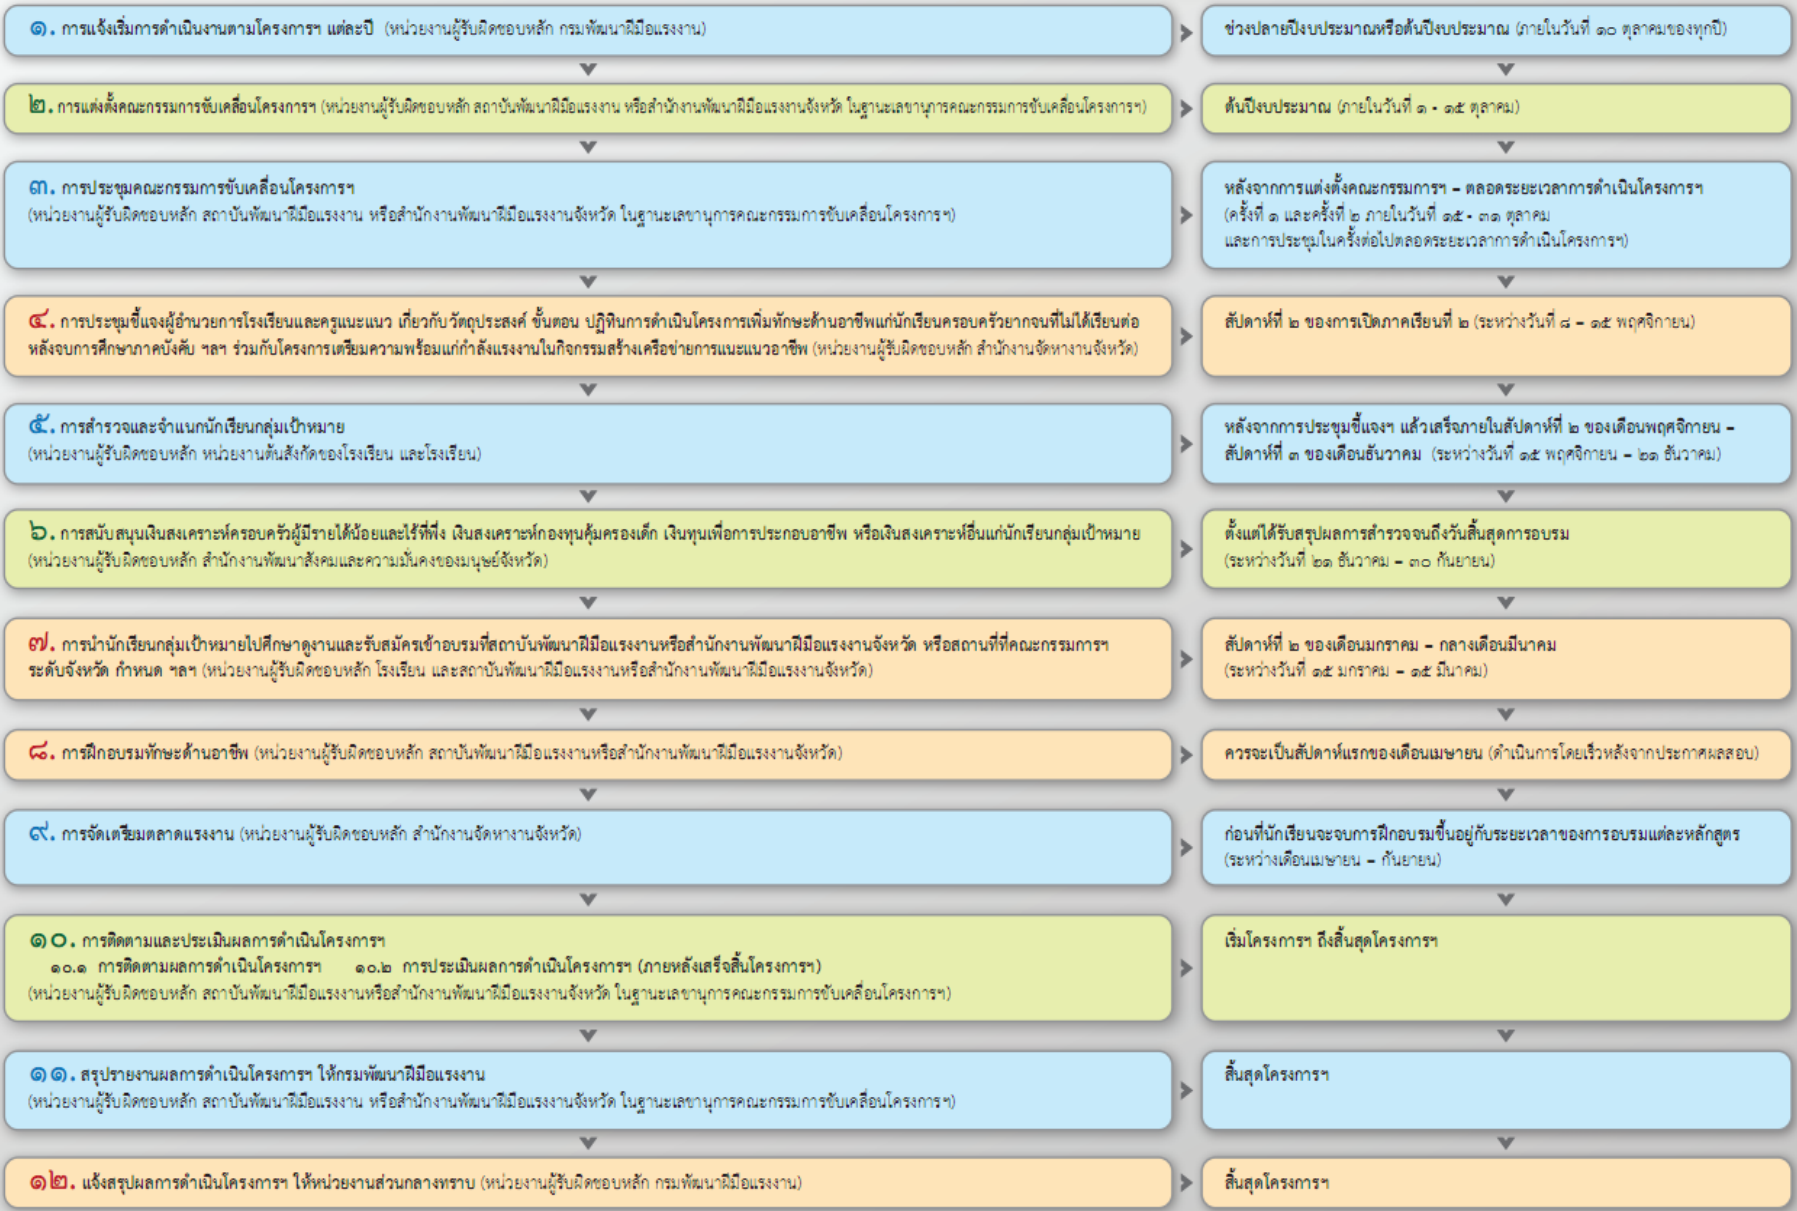 ๑. การแจ้งเริ่มการดำเนินงานตามโครงการฯ แต่ละปี (หน่วยงานผู้รับผิดชอบหลัก กรมพัฒนาฝีมือแรงงาน)
ช่วงปลายปีงบประมาณหรือต้นปีงบประมาณ (ภายในวันที่ ๑๐ ตุลาคมของทุกปี)
๒. การแต่งตั้งคณะกรรมการขับเคลื่อนโครงการฯ (หน่วยงานผู้รับผิดชอบหลัก สถาบันพัฒนาฝีมือแรงงาน หรือสำนักงานพัฒนาฝีมือแรงงานจังหวัด ในฐานะเลขานุการคณะกรรมการขับเคลื่อนโครงการฯ)
ต้นปีงบประมาณ (ภายในวันที่ ๑ - ๑๕ ตุลาคม)
๓. การประชุมคณะกรรมการขับเคลื่อนโครงการฯ
(หน่วยงานผู้รับผิดชอบหลัก สถาบันพัฒนาฝีมือแรงงาน หรือสำนักงานพัฒนาฝีมือแรงงานจังหวัด ในฐานะเลขานุการคณะกรรมการขับเคลื่อนโครงการฯ)
หลังจากการแต่งตั้งคณะกรรมการฯ – ตลอดระยะเวลาการดำเนินโครงการฯ
(ครั้งที่ ๑ และครั้งที่ ๒ ภายในวันที่ ๑๕ - ๓๑ ตุลาคม
และการประชุมในครั้งต่อไปตลอดระยะเวลาการดำเนินโครงการฯ)
๔. การประชุมชี้แจงผู้อำนวยการโรงเรียนและครูแนะแนว เกี่ยวกับวัตถุประสงค์ ขั้นตอน ปฏิทินการดำเนินโครงการเพิ่มทักษะด้านอาชีพแก่นักเรียนครอบครัวยากจนที่ไม่ได้เรียนต่อ
หลังจบการศึกษาภาคบังคับ ฯลฯ ร่วมกับโครงการเตรียมความพร้อมแก่กำลังแรงงานในกิจกรรมสร้างเครือข่ายการแนะแนวอาชีพ (หน่วยงานผู้รับผิดชอบหลัก สำนักงานจัดหางานจังหวัด)
สัปดาห์ที่ ๒ ของการเปิดภาคเรียนที่ ๒ (ระหว่างวันที่ ๘ – ๑๕ พฤศจิกายน)
๕. การสำรวจและจำแนกนักเรียนกลุ่มเป้าหมาย
(หน่วยงานผู้รับผิดชอบหลัก หน่วยงานต้นสังกัดของโรงเรียน และโรงเรียน)
หลังจากการประชุมชี้แจงฯ แล้วเสร็จภายในสัปดาห์ที่ ๒ ของเดือนพฤศจิกายน –
สัปดาห์ที่ ๓ ของเดือนธันวาคม (ระหว่างวันที่ ๑๕ พฤศจิกายน – ๒๑ ธันวาคม)
๖. การสนับสนุนเงินสงเคราะห์ครอบครัวผู้มีรายได้น้อยและไร้ที่พึ่ง เงินสงเคราะห์กองทุนคุ้มครองเด็ก เงินทุนเพื่อการประกอบอาชีพ หรือเงินสงเคราะห์อื่นแก่นักเรียนกลุ่มเป้าหมาย
(หน่วยงานผู้รับผิดชอบหลัก สำนักงานพัฒนาสังคมและความมั่นคงของมนุษย์จังหวัด)
ตั้งแต่ได้รับสรุปผลการสำรวจจนถึงวันสิ้นสุดการอบรม
(ระหว่างวันที่ ๒๑ ธันวาคม – ๓๐ กันยายน)
๗. การนำนักเรียนกลุ่มเป้าหมายไปศึกษาดูงานและรับสมัครเข้าอบรมที่สถาบันพัฒนาฝีมือแรงงานหรือสำนักงานพัฒนาฝีมือแรงงานจังหวัด หรือสถานที่ที่คณะกรรมการฯ
ระดับจังหวัด กำหนด ฯลฯ (หน่วยงานผู้รับผิดชอบหลัก โรงเรียน และสถาบันพัฒนาฝีมือแรงงานหรือสำนักงานพัฒนาฝีมือแรงงานจังหวัด)
สัปดาห์ที่ ๒ ของเดือนมกราคม – กลางเดือนมีนาคม
(ระหว่างวันที่ ๑๕ มกราคม – ๑๕ มีนาคม)
๘. การฝึกอบรมทักษะด้านอาชีพ (หน่วยงานผู้รับผิดชอบหลัก สถาบันพัฒนาฝีมือแรงงานหรือสำนักงานพัฒนาฝีมือแรงงานจังหวัด)
ควรจะเป็นสัปดาห์แรกของเดือนเมษายน (ดำเนินการโดยเร็วหลังจากประกาศผลสอบ)
๙. การจัดเตรียมตลาดแรงงาน (หน่วยงานผู้รับผิดชอบหลัก สำนักงานจัดหางานจังหวัด)
ก่อนที่นักเรียนจะจบการฝึกอบรมขึ้นอยู่กับระยะเวลาของการอบรมแต่ละหลักสูตร
(ระหว่างเดือนเมษายน – กันยายน)
๑๐. การติดตามและประเมินผลการดำเนินโครงการฯ
๑๐.๑ การติดตามผลการดำเนินโครงการฯ ๑๐.๒ การประเมินผลการดำเนินโครงการฯ (ภายหลังเสร็จสิ้นโครงการฯ)
(หน่วยงานผู้รับผิดชอบหลัก สถาบันพัฒนาฝีมือแรงงานหรือสำนักงานพัฒนาฝีมือแรงงานจังหวัด ในฐานะเลขานุการคณะกรรมการขับเคลื่อนโครงการฯ)
เริ่มโครงการฯ ถึงสิ้นสุดโครงการฯ
๑๑. สรุปรายงานผลการดำเนินโครงการฯ ให้กรมพัฒนาฝีมือแรงงาน
(หน่วยงานผู้รับผิดชอบหลัก สถาบันพัฒนาฝีมือแรงงาน หรือสำนักงานพัฒนาฝีมือแรงงานจังหวัด ในฐานะเลขานุการคณะกรรมการขับเคลื่อนโครงการฯ)
สิ้นสุดโครงการฯ
๑๒. แจ้งสรุปผลการดำเนินโครงการฯ ให้หน่วยงานส่วนกลางทราบ (หน่วยงานผู้รับผิดชอบหลัก กรมพัฒนาฝีมือแรงงาน)
สิ้นสุดโครงการฯ